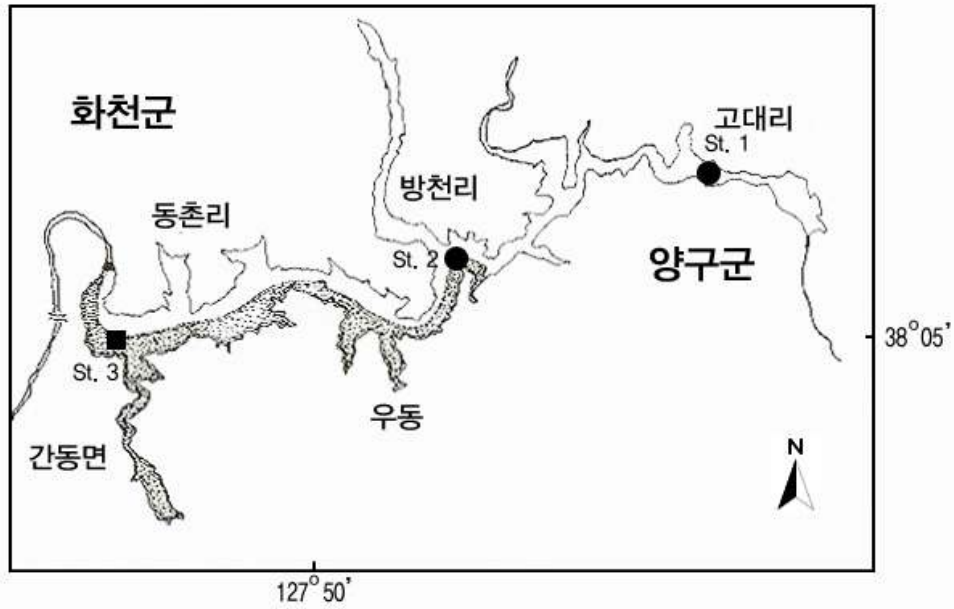 화천군
고대리
St. 1
방천리
동촌리
St. 2
양구군
38°05'
St. 3
우동
간동면
N
127°50'